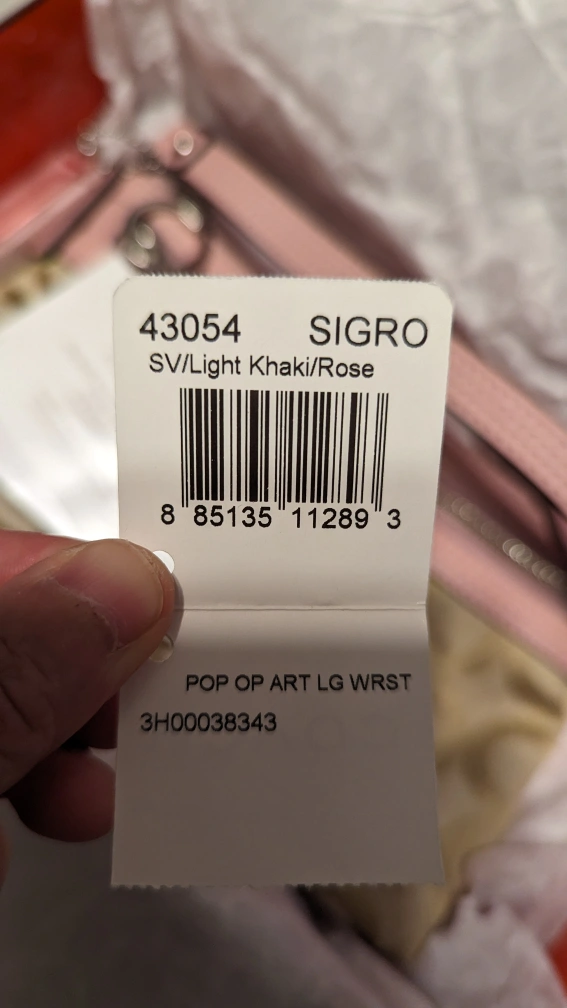 43054 SIGRO
SV/Light Khaki/Rose
8 85135 11289 3
POP OP ART LG WRST
3H00038343